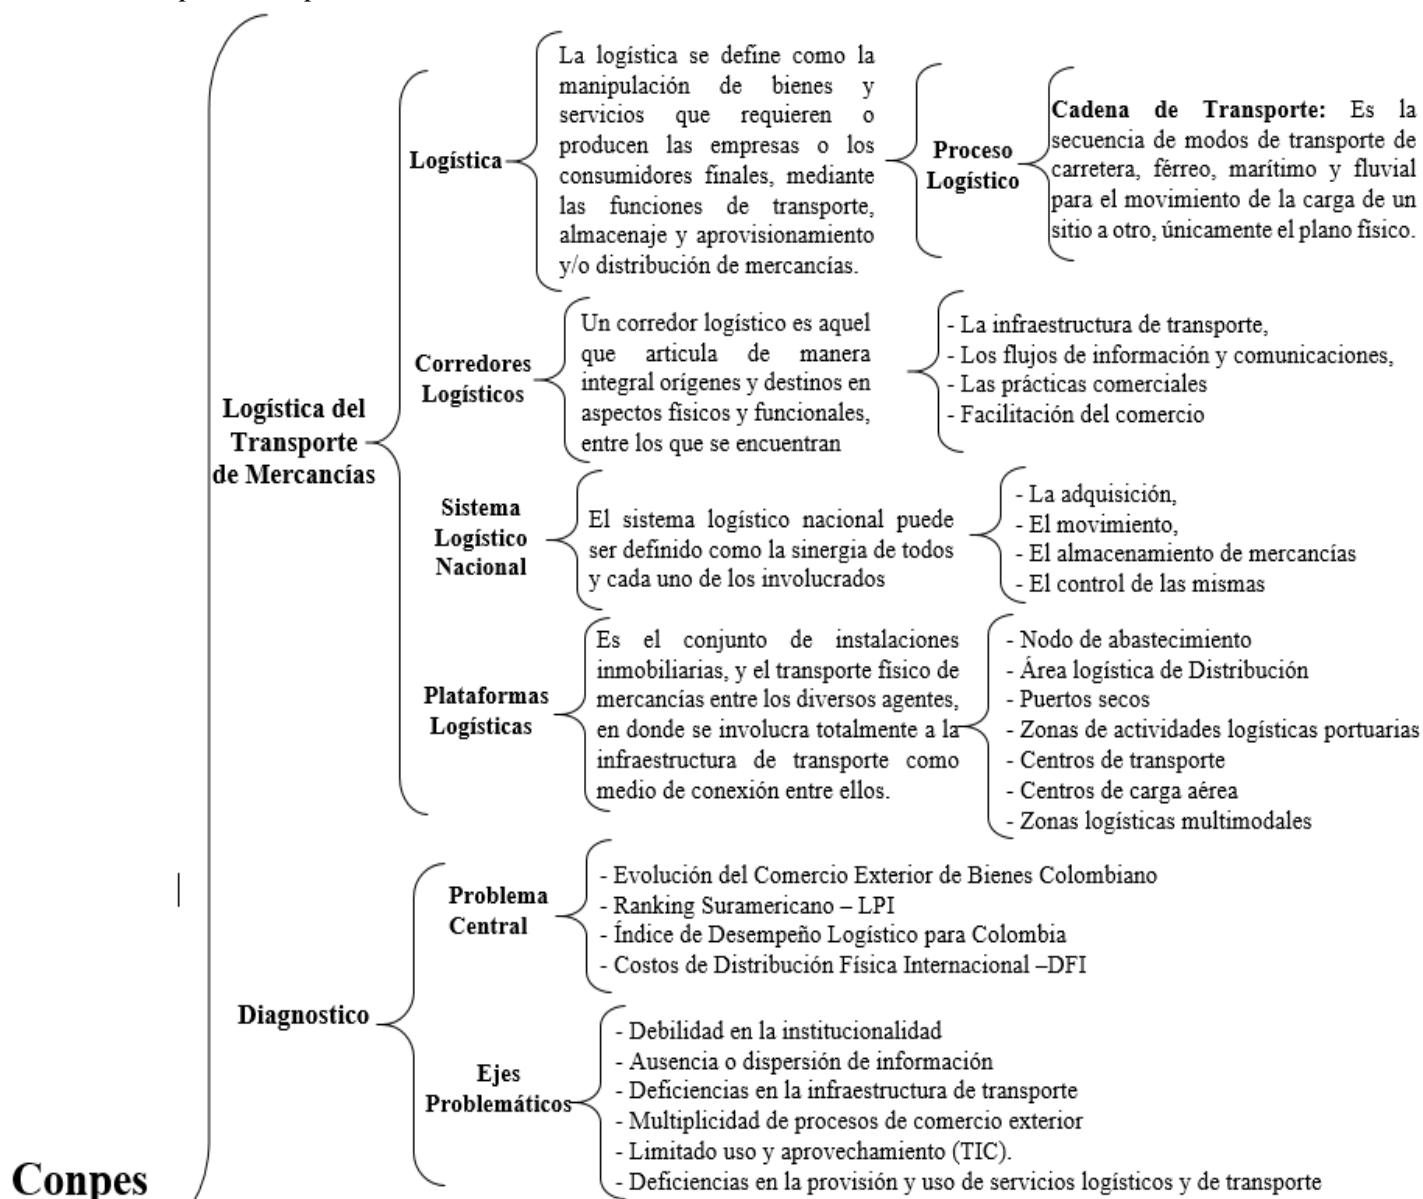 Logística del
Transporte
de Mercancías
Logística
La logística se define como la
manipulación de bienes y
servicios que requieren o
producen las empresas o los
consumidores finales, mediante
las funciones de transporte,
almacenaje y aprovisionamiento
y/o distribución de mercancías.
Proceso
Logístico
Cadena de Transporte: Es la
secuencia de modos de transporte de
carretera, férreo, marítimo y fluvial
para el movimiento de la carga de un
sitio a otro, únicamente el plano físico.
Corredores
Logísticos
Un corredor logístico es aquel
que articula de manera
integral orígenes y destinos en
aspectos físicos y funcionales,
entre los que se encuentran
- La infraestructura de transporte,
- Los flujos de información y comunicaciones,
- Las prácticas comerciales
- Facilitación del comercio
Sistema
Logístico
Nacional
El sistema logístico nacional puede
ser definido como la sinergia de todos
y cada uno de los involucrados
- La adquisición,
- El movimiento,
- El almacenamiento de mercancías
- El control de las mismas
Plataformas
Logísticas
Es el conjunto de instalaciones
inmobiliarias, y el transporte físico de
mercancías entre los diversos agentes,
en donde se involucra totalmente a la
infraestructura de transporte como
medio de conexión entre ellos.
- Nodo de abastecimiento
- Área logística de Distribución
- Puertos secos
- Zonas de actividades logísticas portuarias
- Centros de transporte
- Centros de carga aérea
- Zonas logísticas multimodales
Diagnostico
Problema
Central
- Evolución del Comercio Exterior de Bienes Colombiano
- Ranking Suramericano – LPI
- Índice de Desempeño Logístico para Colombia
- Costos de Distribución Física Internacional –DFI
Ejes
Problemáticos
- Debilidad en la institucionalidad
- Ausencia o dispersión de información
- Deficiencias en la infraestructura de transporte
- Multiplicidad de procesos de comercio exterior
- Limitado uso y aprovechamiento (TIC).
- Deficiencias en la provisión y uso de servicios logísticos y de transporte
Conpes